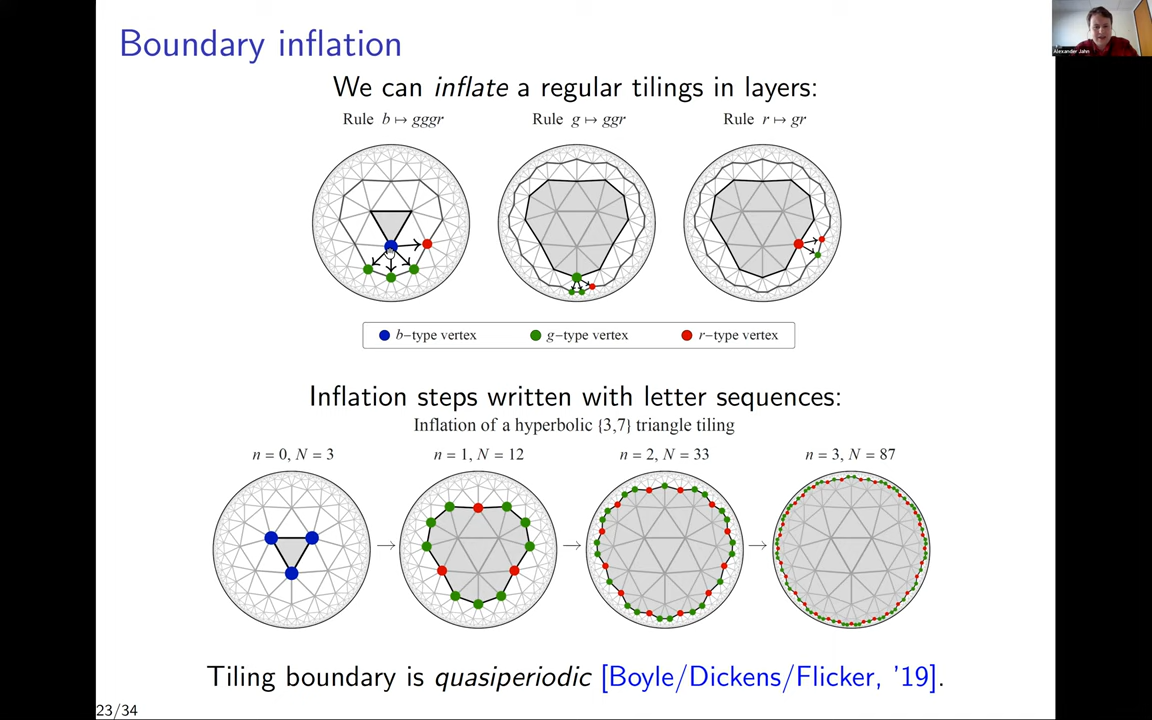 Boundary inflation
We can inflate a regular tilings in layers:
Rule b ↦ gggr
Rule g ↦ ggr
Rule r ↦ gr
b−type vertex
g−type vertex
r−type vertex
Inflation steps written with letter sequences:
Inflation of a hyperbolic {3,7} triangle tiling
n = 0, N = 3
n = 1, N = 12
n = 2, N = 33
n = 3, N = 87
Tiling boundary is quasiperiodic [Boyle/Dickens/Flicker, '19].
23/34
Alexander Jahn